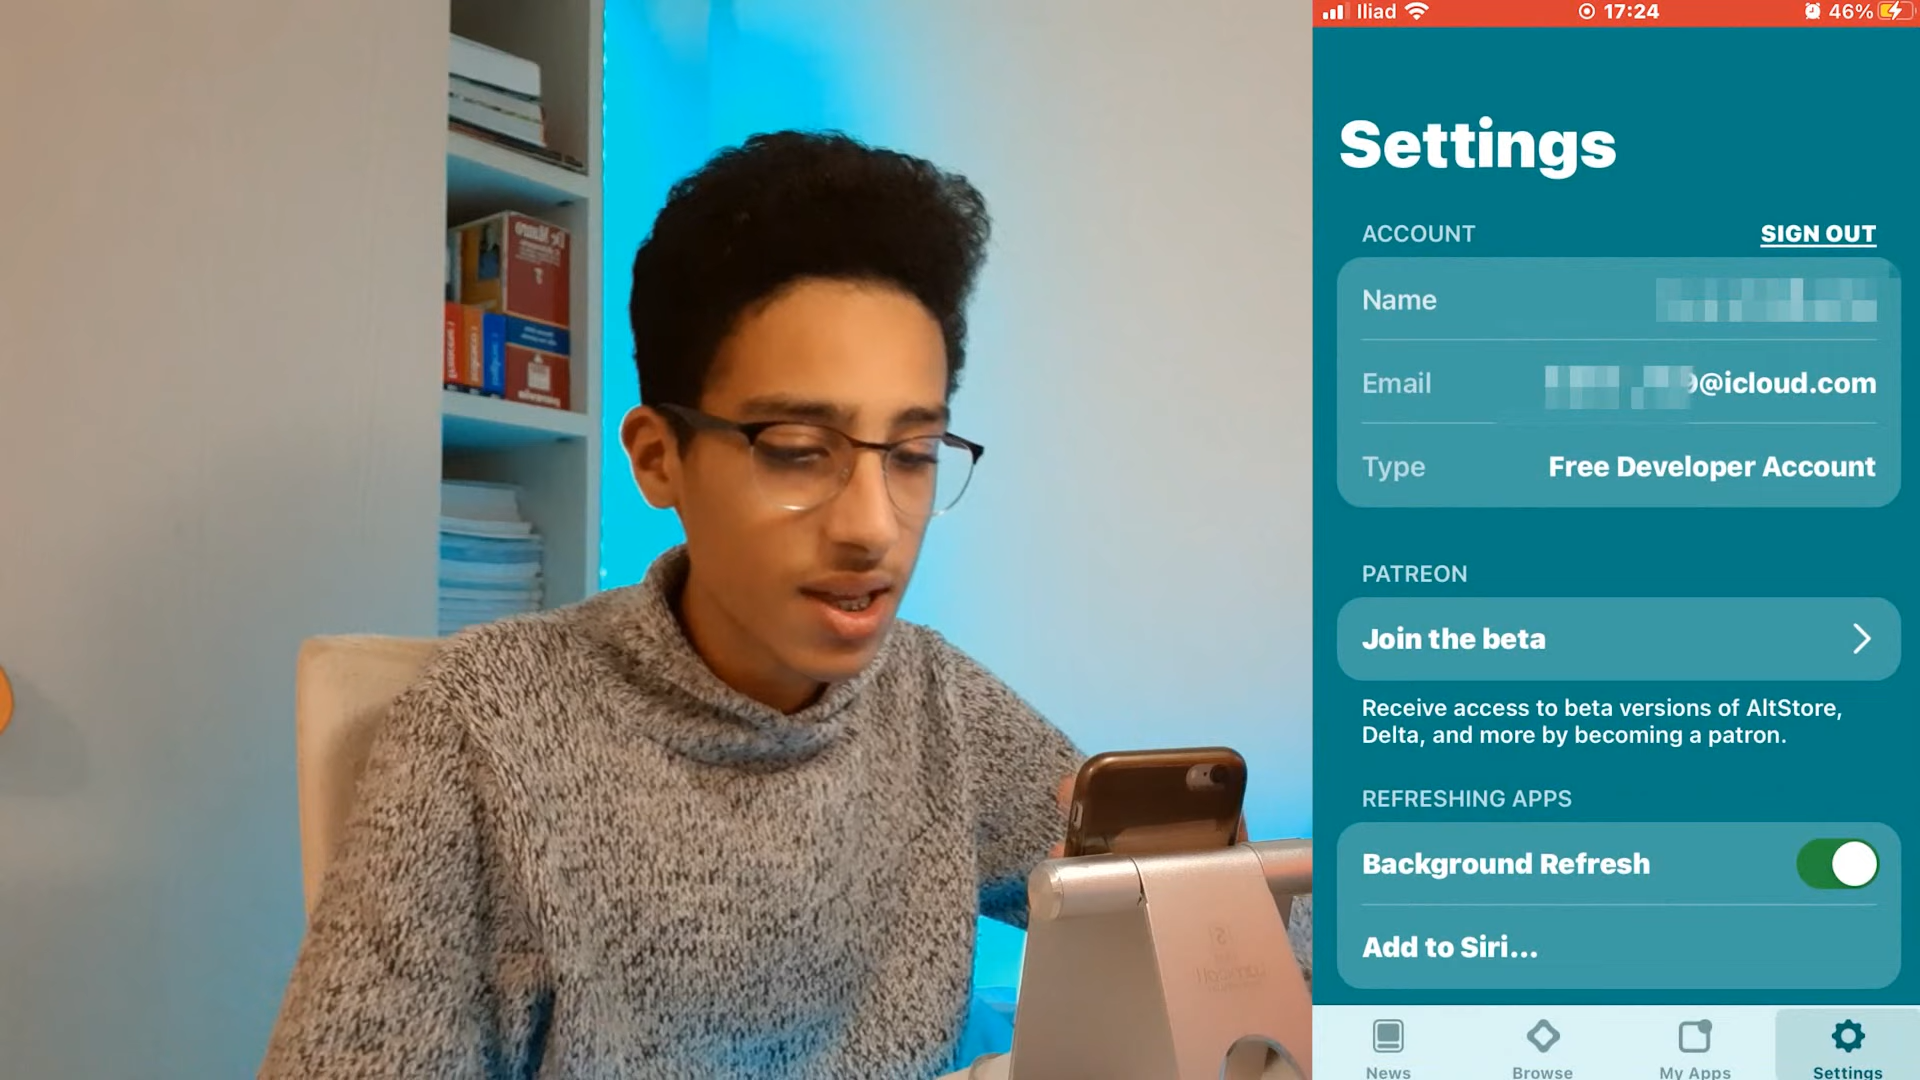 Iliad 17:24 46%
Settings
ACCOUNT SIGN OUT
Name
Email 9@icloud.com
Type Free Developer Account
PATREON
Join the beta
Receive access to beta versions of AltStore,
Delta, and more by becoming a patron.
REFRESHING APPS
Background Refresh
Add to Siri...
News Browse My Apps Settings